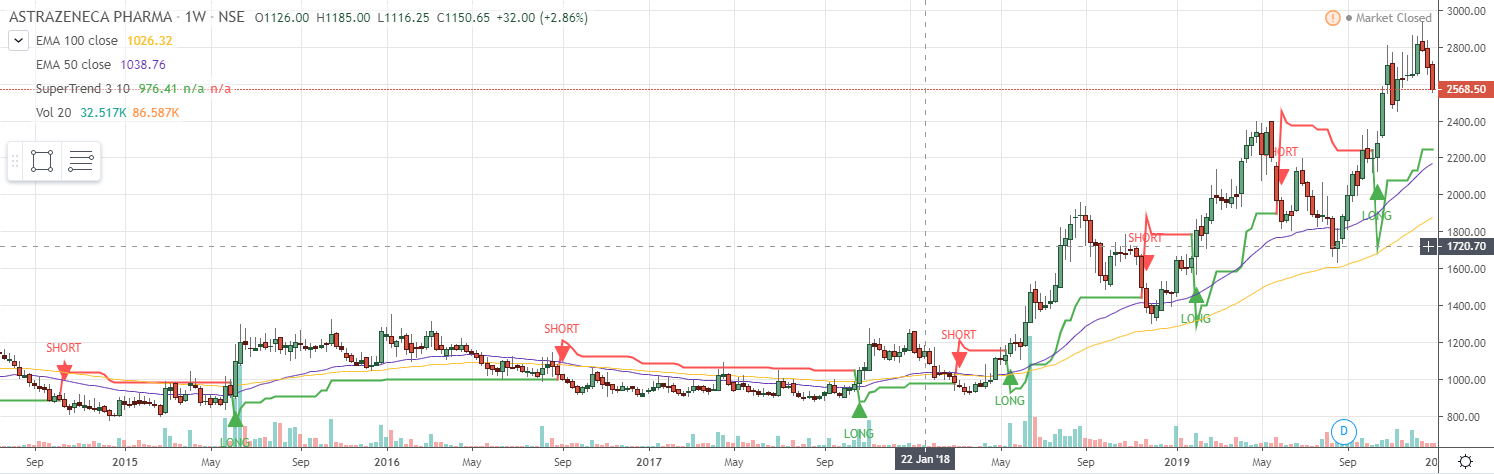 ASTRAZENECA PHARMA · 1W · NSE O1126.00 H1185.00 L1116.25 C1150.65 +32.00 (+2.86%)
! Market Closed
EMA 100 close 1026.32
EMA 50 close 1038.76
SuperTrend 3 10 976.41 n/a n/a
Vol 20 32.517K 86.587K
3000.00
2800.00
2568.50
2400.00
2200.00
2000.00
1800.00
1720.70
1600.00
1400.00
1200.00
1000.00
800.00
SHORT
LONG
SHORT
LONG
SHORT
LONG
SHORT
LONG
SHORT
LONG
D
Sep 2015 May Sep 2016 May Sep 2017 May Sep 22 Jan '18 May Sep 2019 May Sep 20